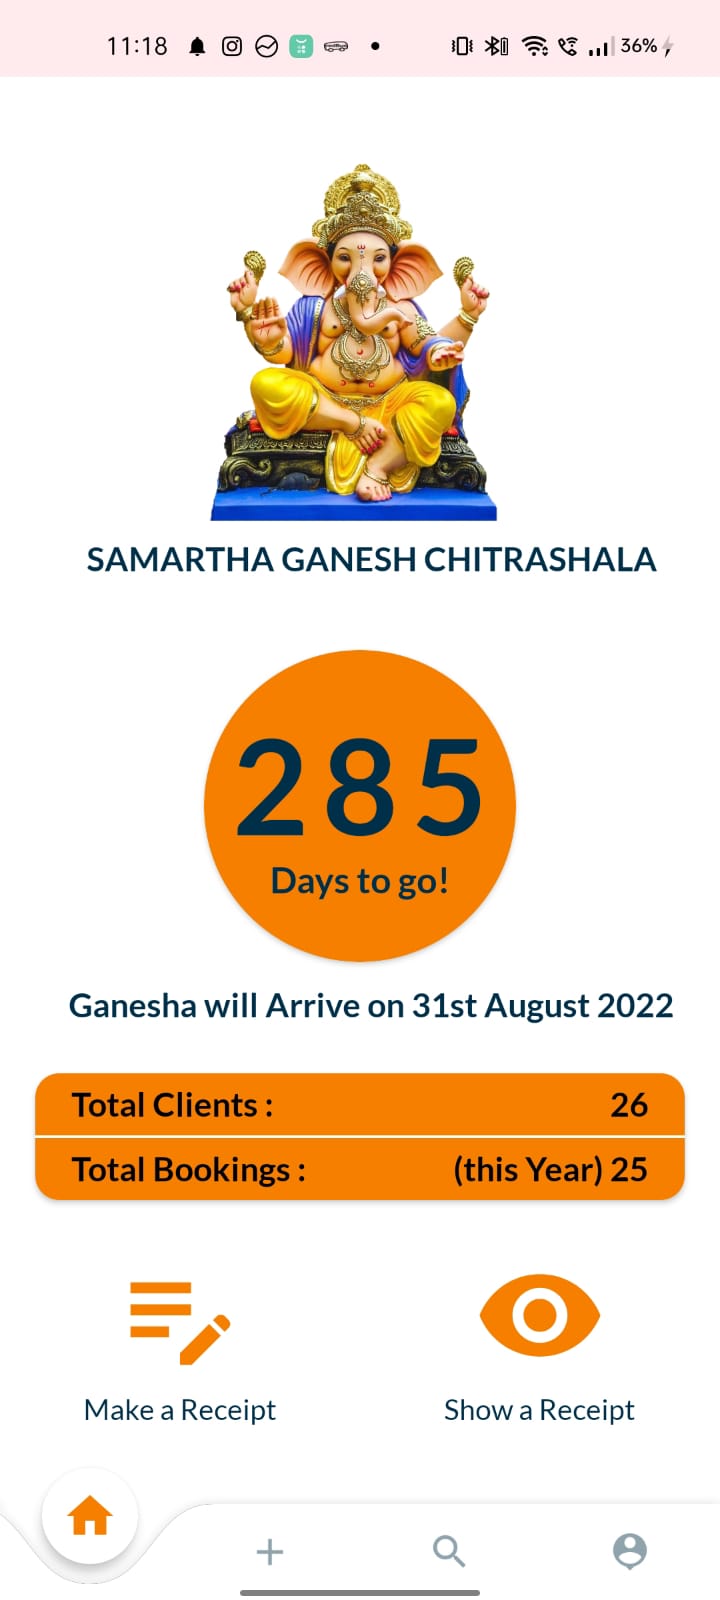 11:18
36%
SAMARTHA GANESH CHITRASHALA
285
Days to go!
Ganesha will Arrive on 31st August 2022
Total Clients : 26
Total Bookings : (this Year) 25
Make a Receipt Show a Receipt